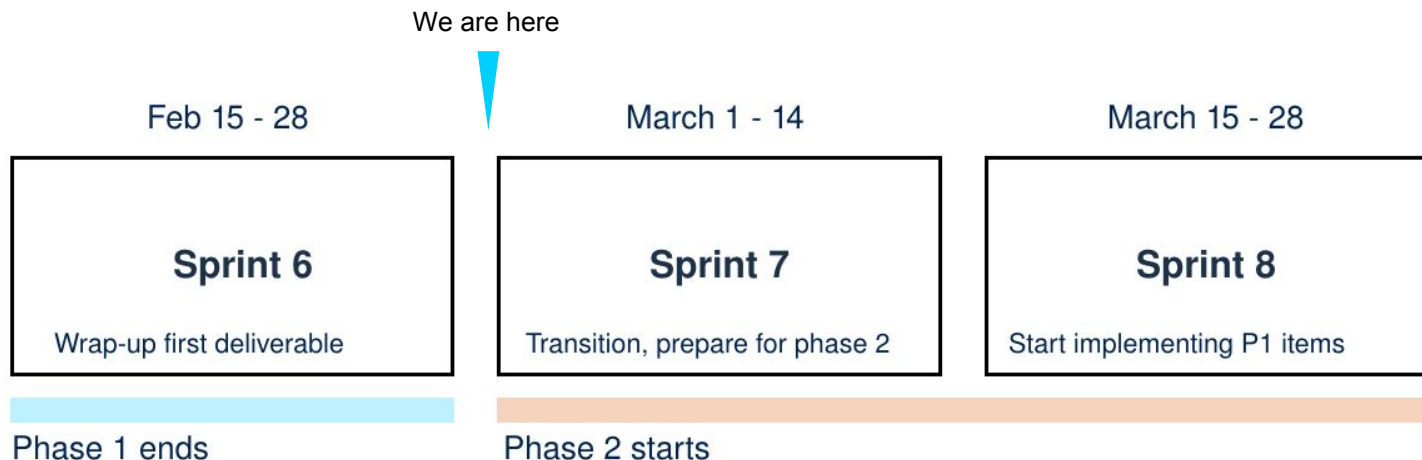 We are here
Feb 15 - 28
March 1 - 14
March 15 - 28
Sprint 6
Sprint 7
Sprint 8
Wrap-up first deliverable
Transition, prepare for phase 2
Start implementing P1 items
Phase 1 ends
Phase 2 starts